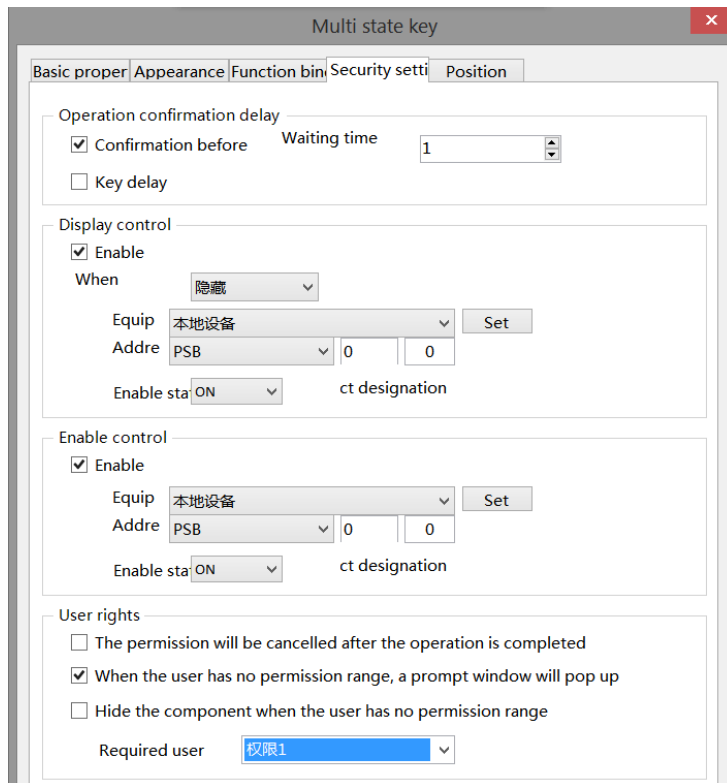 Multi state key
Basic proper Appearance Function bin Security setti Position
Operation confirmation delay
Confirmation before Waiting time 1
Key delay
Display control
Enable
When 隐藏
Equip 本地设备 Set
Addre PSB 0 0
Enable sta ON ct designation
Enable control
Enable
Equip 本地设备 Set
Addre PSB 0 0
Enable sta ON ct designation
User rights
The permission will be cancelled after the operation is completed
When the user has no permission range, a prompt window will pop up
Hide the component when the user has no permission range
Required user 权限1